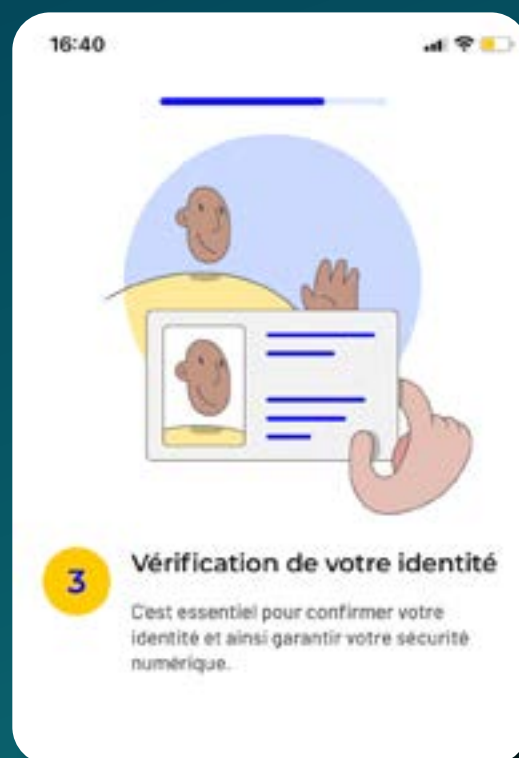 16:40
3
Vérification de votre identité
C'est essentiel pour confirmer votre
identité et ainsi garantir votre sécurité
numérique.